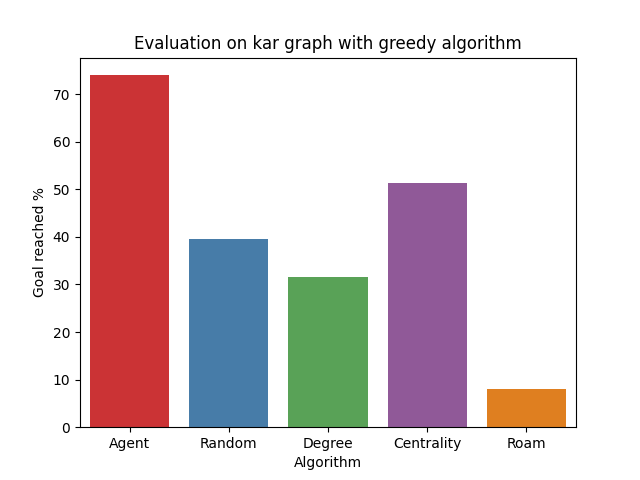 Evaluation on kar graph with greedy algorithm
Goal reached %
70
60
50
40
30
20
10
0
Agent Random Degree Centrality Roam
Algorithm